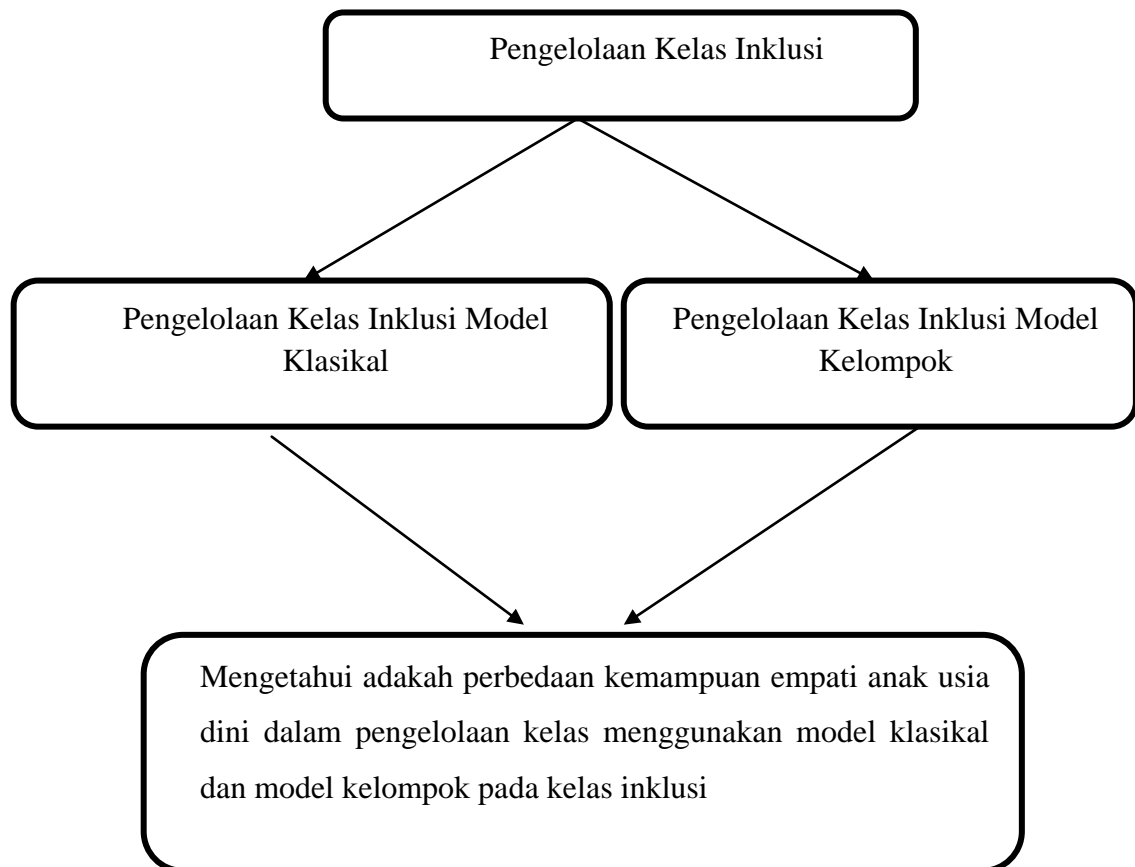 Pengelolaan Kelas Inklusi
Pengelolaan Kelas Inklusi Model
Klasikal
Pengelolaan Kelas Inklusi Model
Kelompok
Mengetahui adakah perbedaan kemampuan empati anak usia
dini dalam pengelolaan kelas menggunakan model klasikal
dan model kelompok pada kelas inklusi